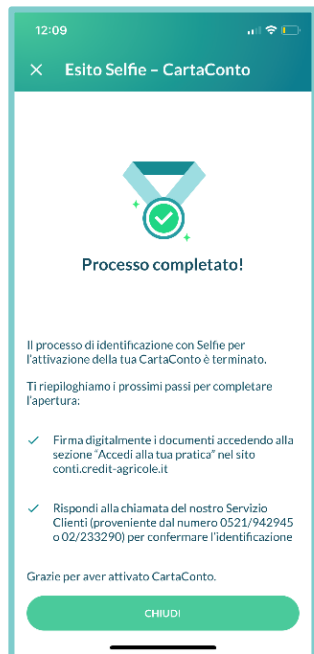 12:09
× Esito Selfie – CartaConto
Processo completato!
Il processo di identificazione con Selfie per
l'attivazione della tua CartaConto è terminato.
Ti riepiloghiamo i prossimi passi per completare
l'apertura:
Firma digitalmente i documenti accedendo alla
sezione "Accedi alla tua pratica" nel sito
conti.credit-agricole.it
Rispondi alla chiamata del nostro Servizio
Clienti (proveniente dal numero 0521/942945
o 02/233290) per confermare l'identificazione
Grazie per aver attivato CartaConto.
CHIUDI